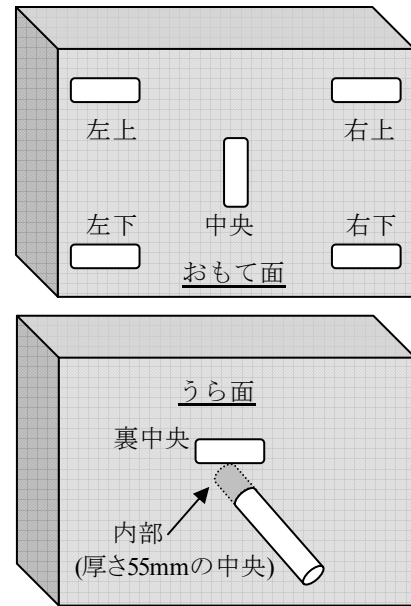 左上
右上
左下
中央
右下
おもて面
うら面
裏中央
内部
(厚さ55mmの中央)